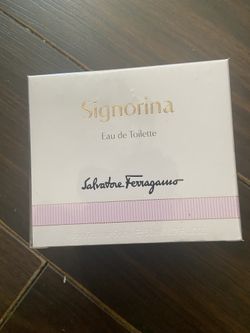 Signorina
Eau de Toilette
Salvatore Ferragamo